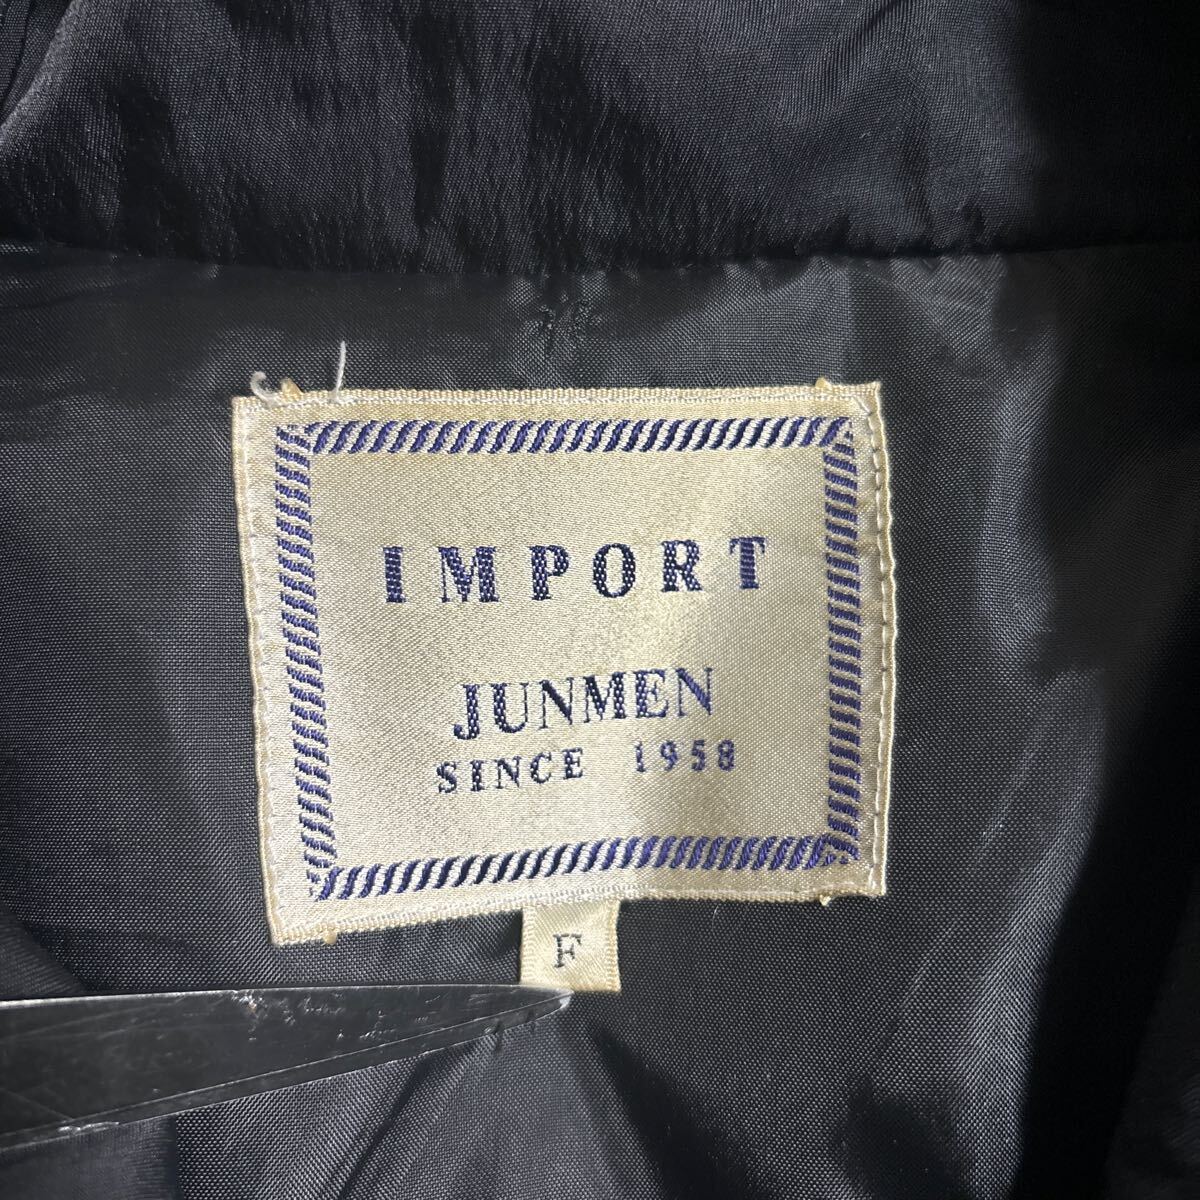 IMPORT
JUNMEN
SINCE 1958
F